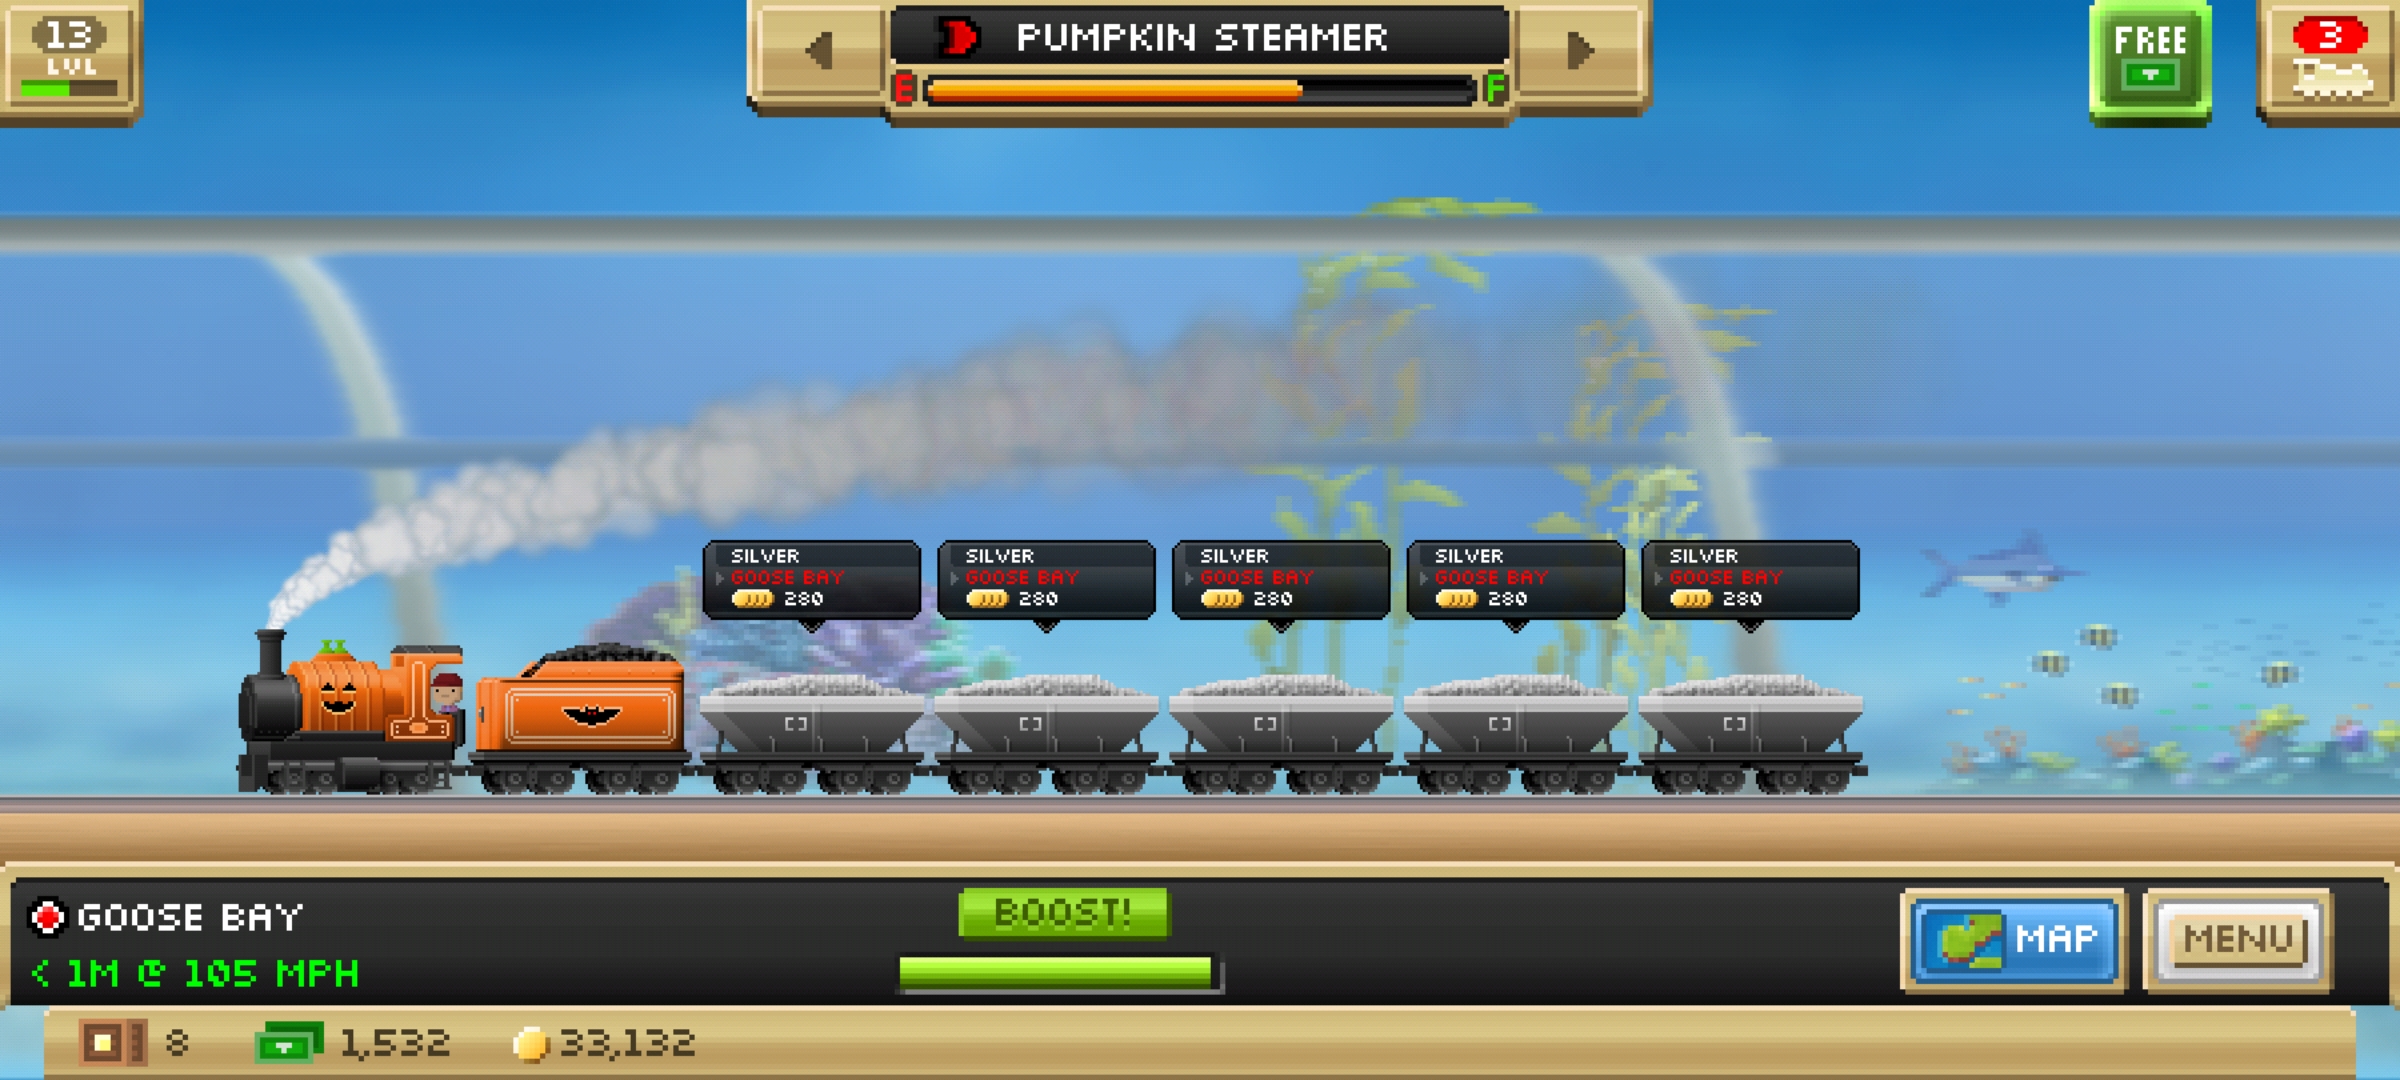 13
LVL
PUMPKIN STEAMER
E F
FREE
3
SILVER
GOOSE BAY
280
SILVER
GOOSE BAY
280
SILVER
GOOSE BAY
280
SILVER
GOOSE BAY
280
SILVER
GOOSE BAY
280
GOOSE BAY
< 1M @ 105 MPH
BOOST!
MAP
MENU
8 1,532 33,132